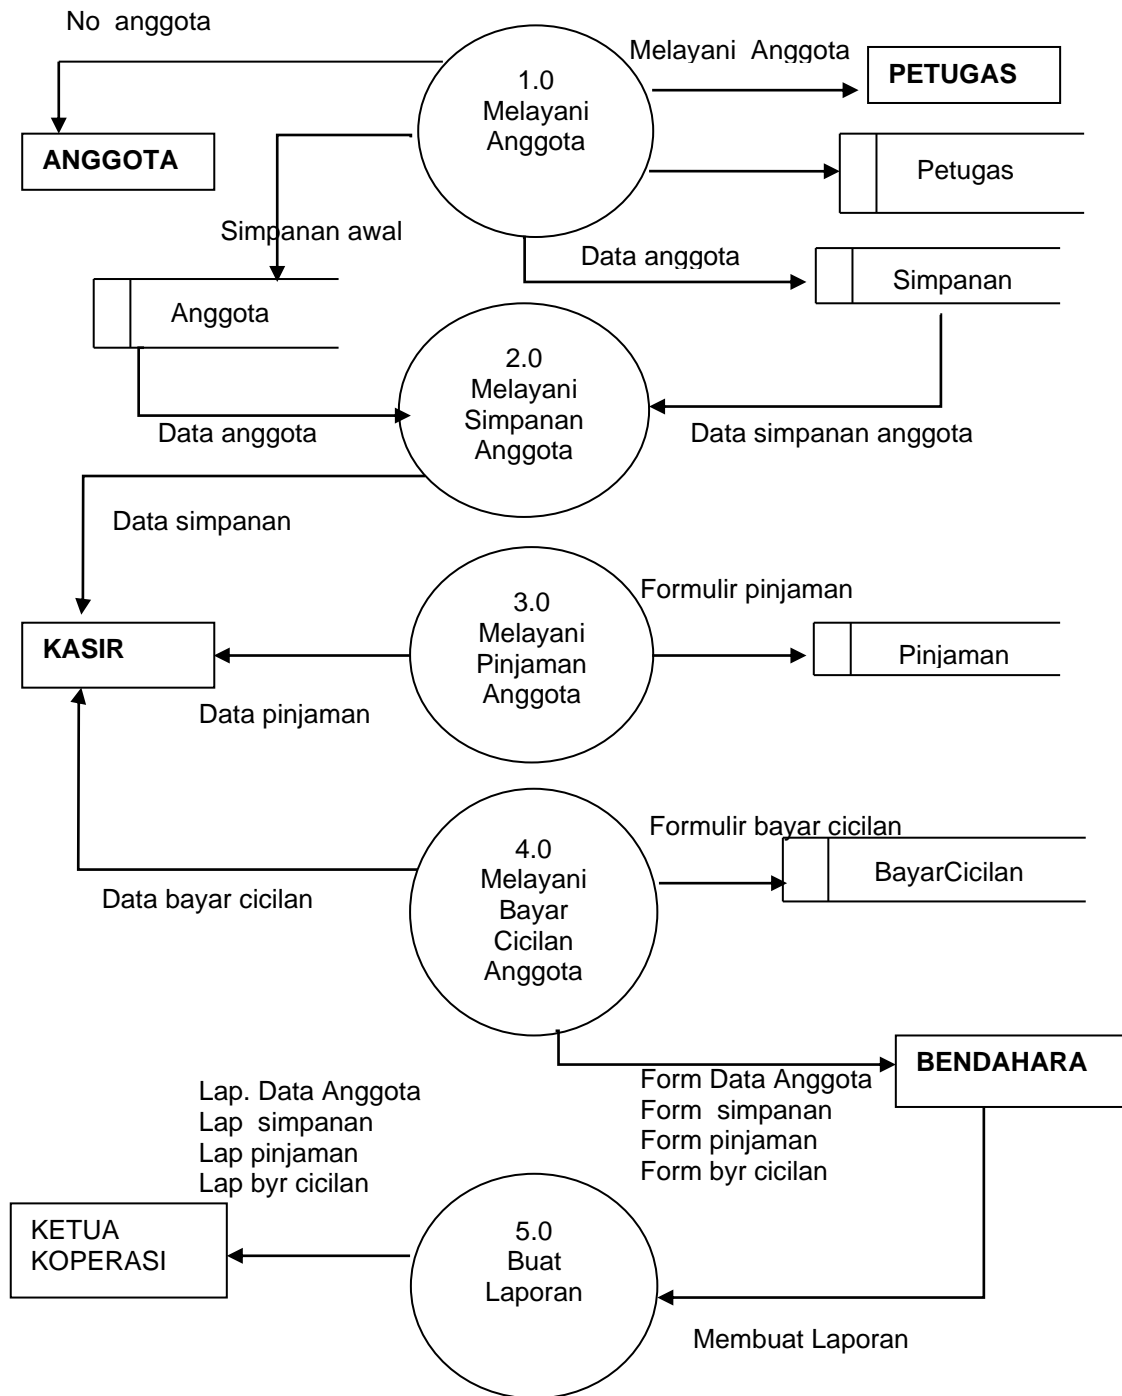 No  anggota
Melayani  Anggota
1.0
Melayani
Anggota
PETUGAS
ANGGOTA
Petugas
Simpanan awal
Data anggota
Simpanan
Anggota
2.0
Melayani
Simpanan
Anggota
Data anggota
Data simpanan anggota
Data simpanan
3.0
Melayani
Pinjaman
Anggota
Formulir pinjaman
KASIR
Pinjaman
Data pinjaman
Formulir bayar cicilan
4.0
Melayani
Bayar
Cicilan
Anggota
BayarCicilan
Data bayar cicilan
BENDAHARA
Form Data Anggota
Form  simpanan
Form pinjaman
Form byr cicilan
Lap. Data Anggota
Lap  simpanan
Lap pinjaman
Lap byr cicilan
KETUA
KOPERASI
5.0
Buat
Laporan
Membuat Laporan